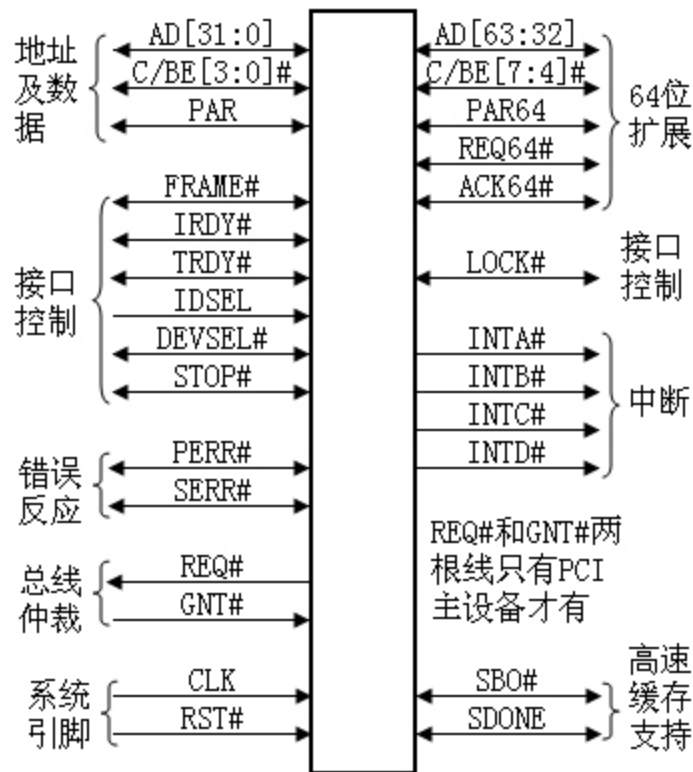 地址
及数
据
AD[31:0]
C/BE[3:0]#
PAR
接口
控制
FRAME#
IRDY#
TRDY#
IDSEL
DEVSEL#
STOP#
错误
反应
PERR#
SERR#
总线
仲裁
REQ#
GNT#
系统
引脚
CLK
RST#
AD[63:32]
C/BE[7:4]#
PAR64
REQ64#
ACK64#
64位
扩展
LOCK#
接口
控制
INTA#
INTB#
INTC#
INTD#
中断
REQ#和GNT#两
根线只有PCI
主设备才有
SBO#
SDONE
高速
缓存
支持